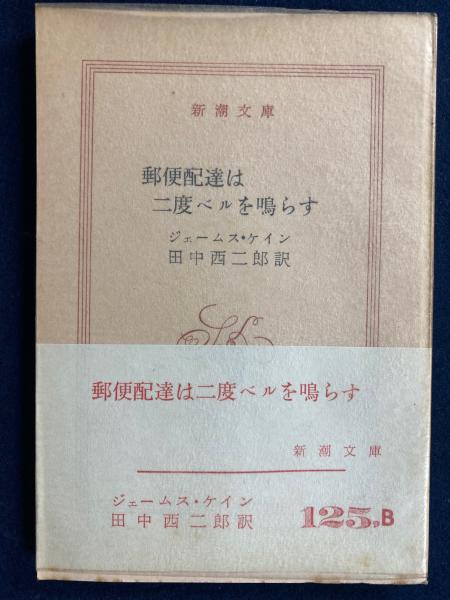 新潮文庫
郵便配達は
二度ベルを鳴らす
ジェームス・ケイン
田中西二郎訳
郵便配達は二度ベルを鳴らす
新潮文庫
ジェームス・ケイン
田中西二郎訳
125,B